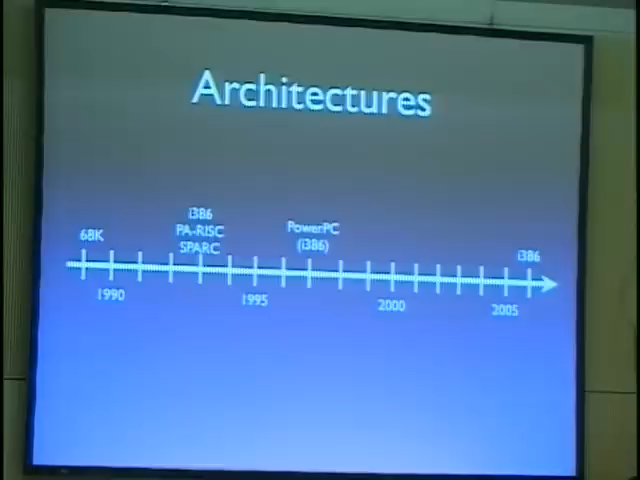 Architectures
68K
i386
PA-RISC
SPARC
PowerPC
(i386)
i386
1990
1995
2000
2005